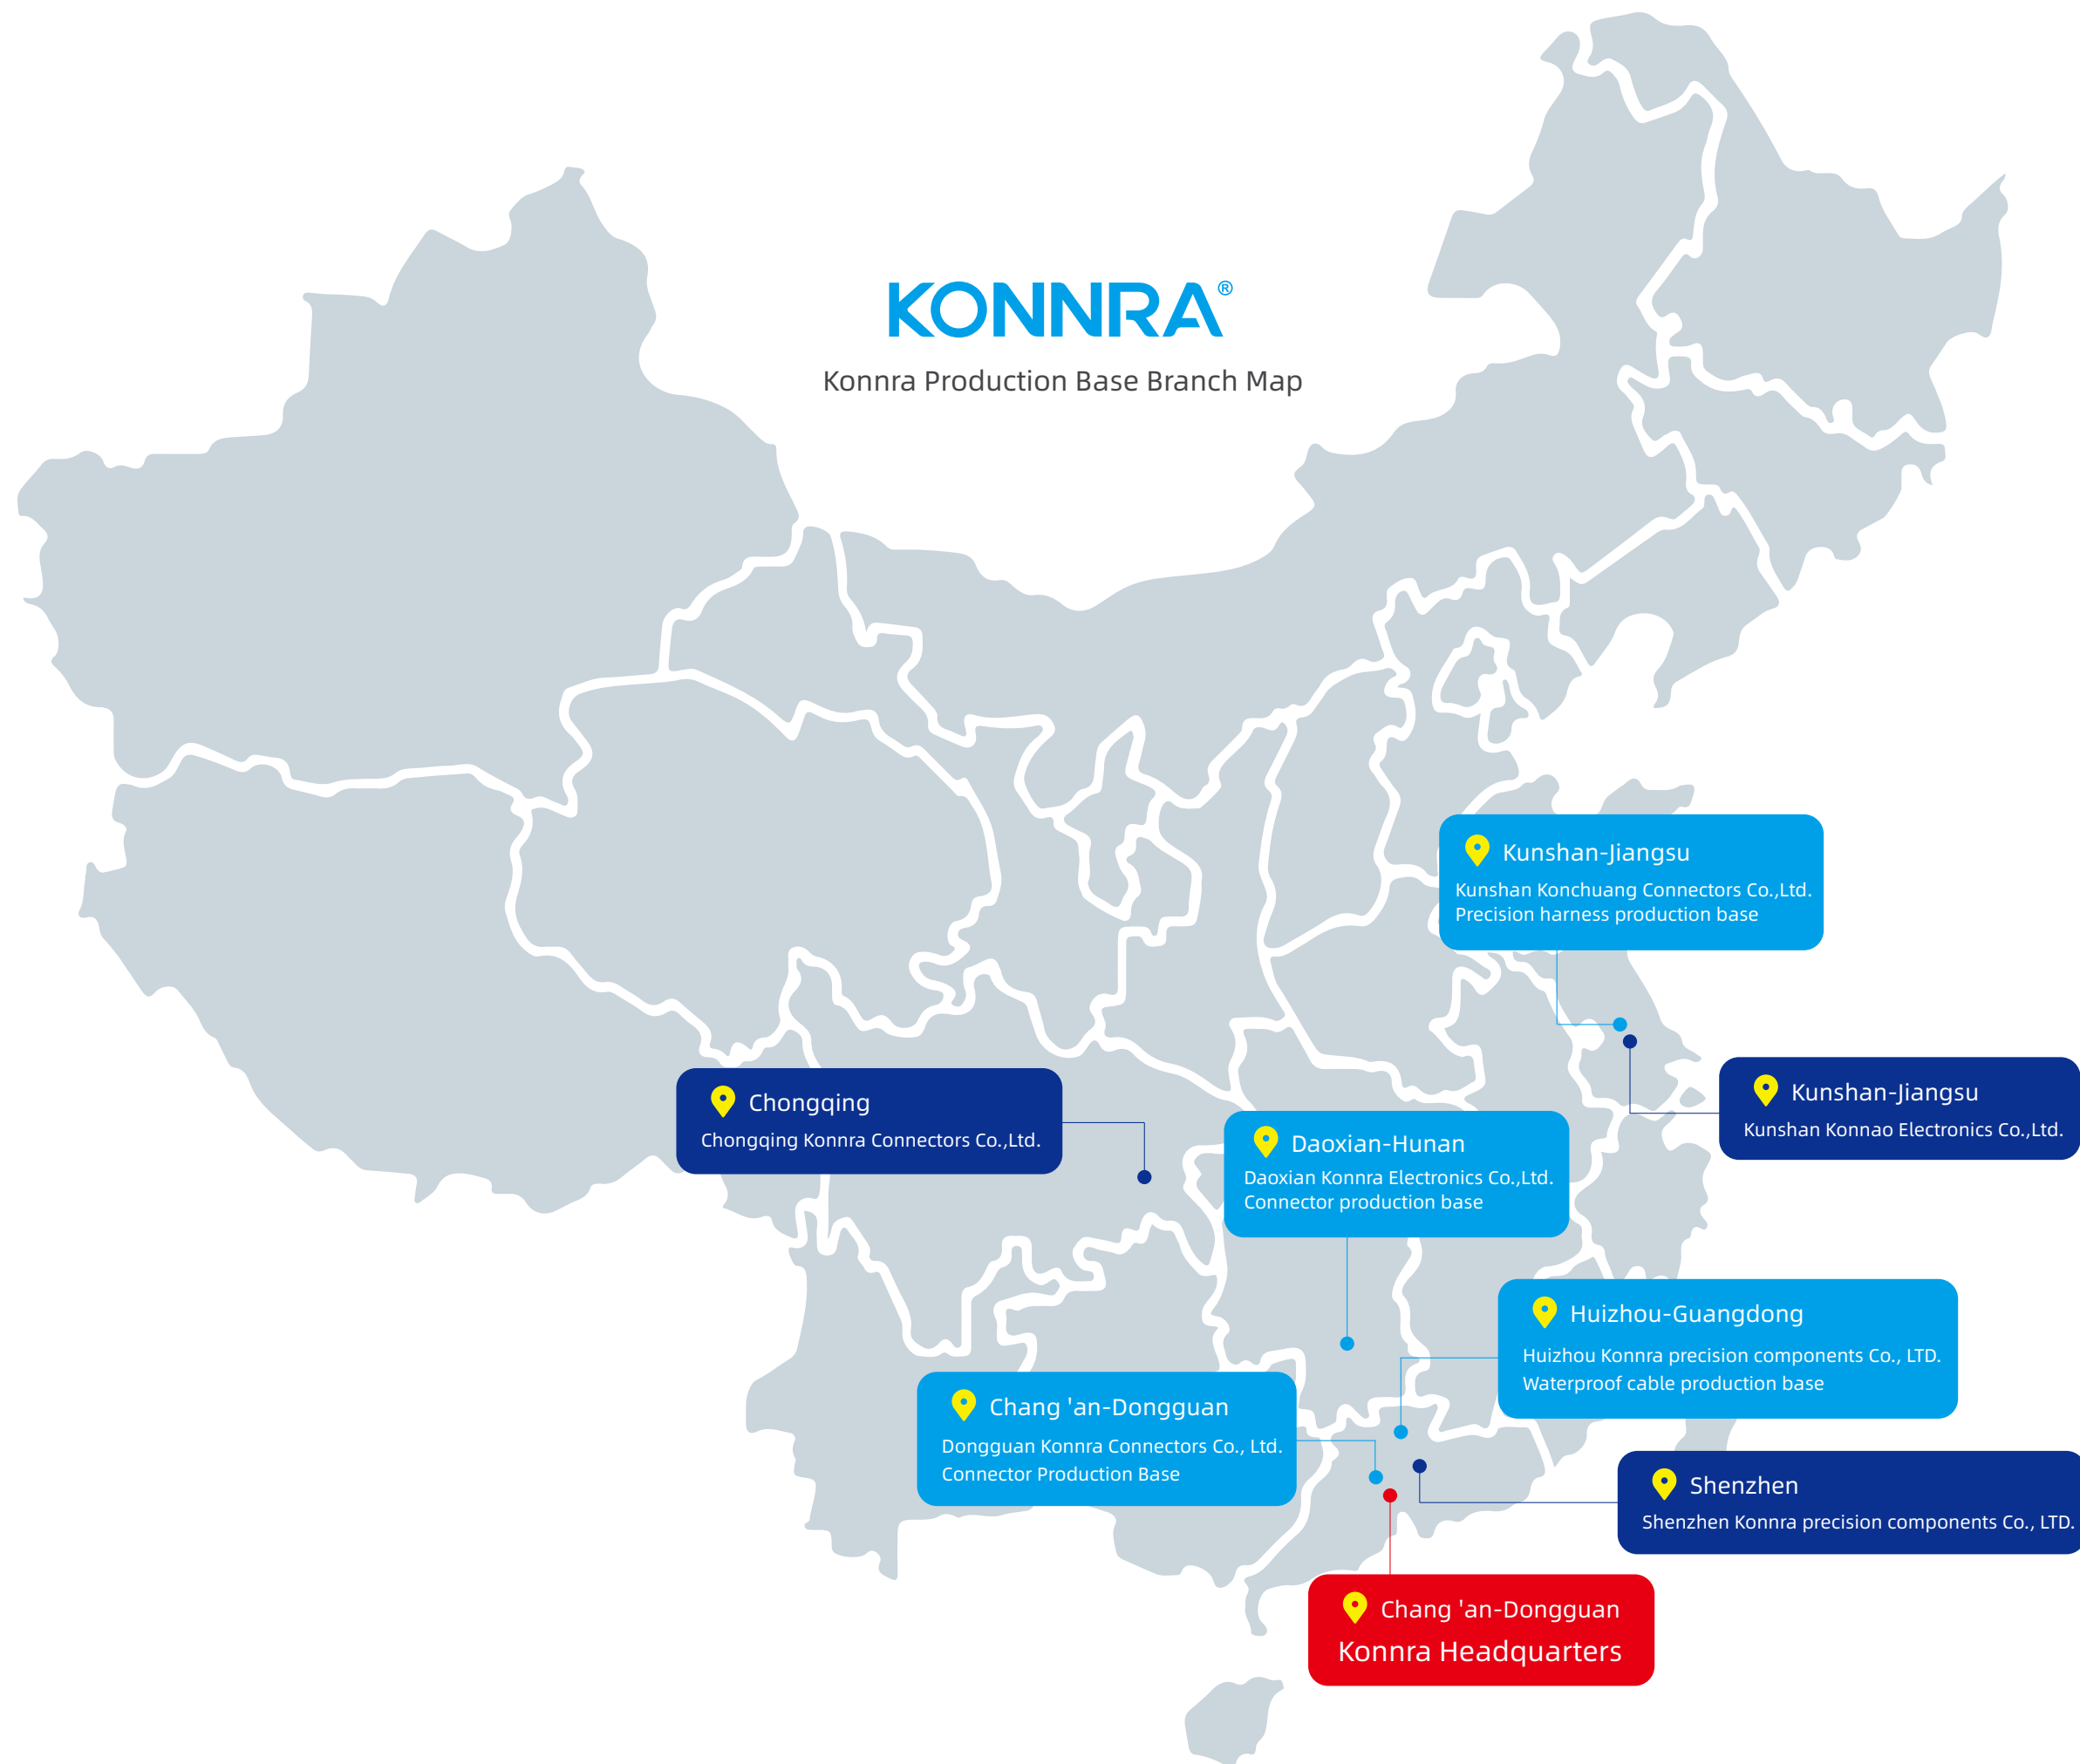 KONNRA®
Konnra Production Base Branch Map
Kunshan-Jiangsu
Kunshan Konchuang Connectors Co.,Ltd.
Precision harness production base
Kunshan-Jiangsu
Kunshan Konnao Electronics Co.,Ltd.
Chongqing
Chongqing Konnra Connectors Co.,Ltd.
Daoxian-Hunan
Daoxian Konnra Electronics Co.,Ltd.
Connector production base
Huizhou-Guangdong
Huizhou Konnra precision components Co., LTD.
Waterproof cable production base
Chang 'an-Dongguan
Dongguan Konnra Connectors Co., Ltd.
Connector Production Base
Shenzhen
Shenzhen Konnra precision components Co., LTD.
Chang 'an-Dongguan
Konnra Headquarters